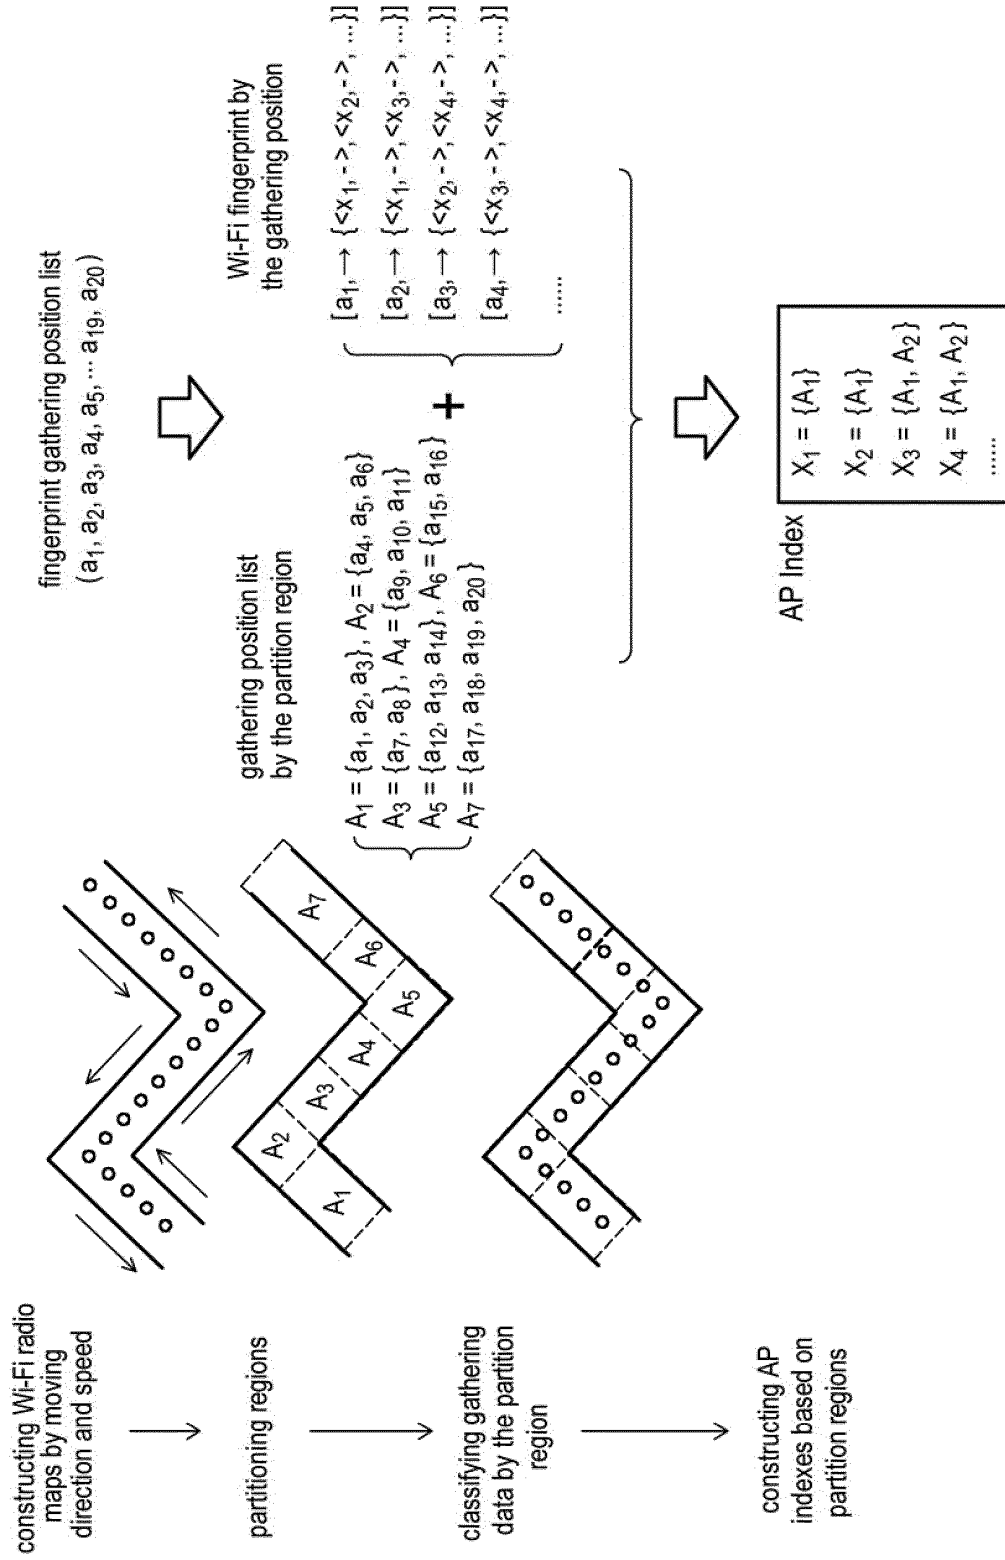 constructing Wi-Fi radio
maps by moving
direction and speed
partitioning regions
classifying gathering
data by the partition
region
constructing AP
indexes based on
partition regions
A1
A2
A3
A4
A5
A6
A7
fingerprint gathering position list
(a1, a2, a3, a4, a5, ... a19, a20)
gathering position list
by the partition region
A1 = {a1, a2, a3}, A2 = {a4, a5, a6}
A3 = {a7, a8}, A4 = {a9, a10, a11}
A5 = {a12, a13, a14}, A6 = {a15, a16}
A7 = {a17, a18, a19, a20 }
+
Wi-Fi fingerprint by
the gathering position
[a1, → {<x1, - >, <x2, - >, ...}]
[a2, → {<x1, - >, <x3, - >, ...}]
[a3, → {<x2, - >, <x4, - >, ...}]
[a4, → {<x3, - >, <x4, - >, ...}]
......
AP Index
X1 = {A1}
X2 = {A1}
X3 = {A1, A2}
X4 = {A1, A2}
......